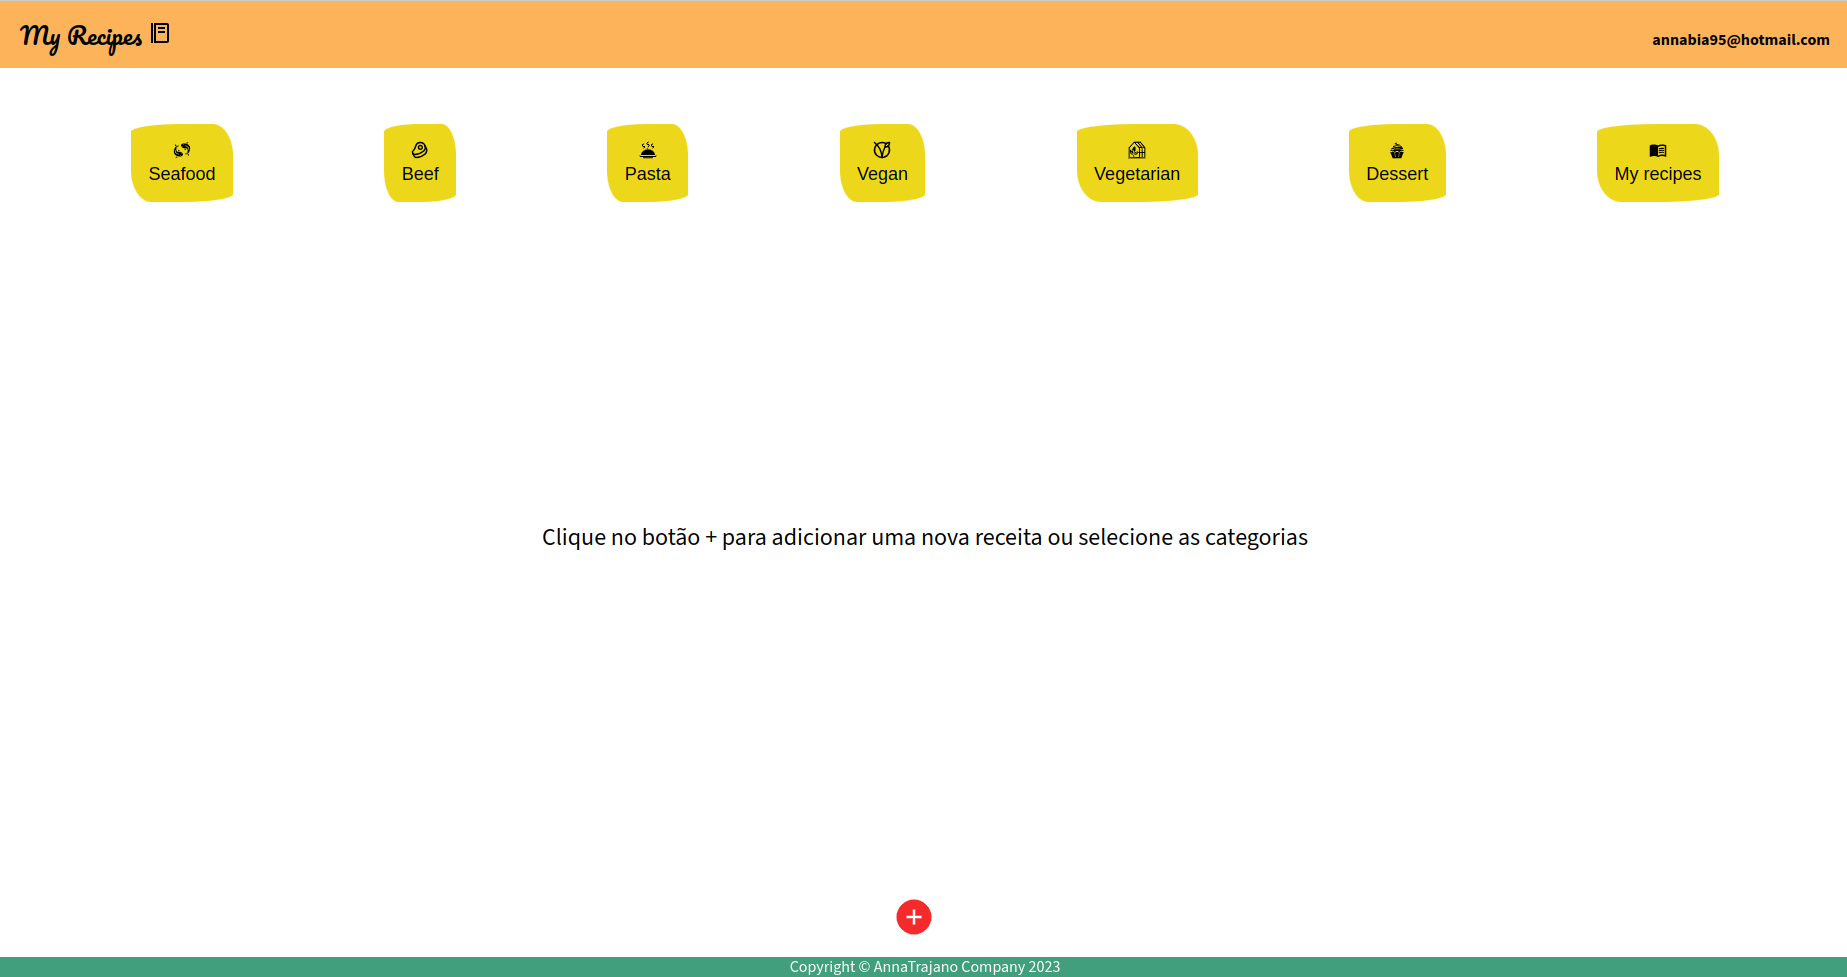 My Recipes
annabia95@hotmail.com
Seafood
Beef
Pasta
Vegan
Vegetarian
Dessert
My recipes
Clique no botão + para adicionar uma nova receita ou selecione as categorias
+
Copyright © AnnaTrajano Company 2023